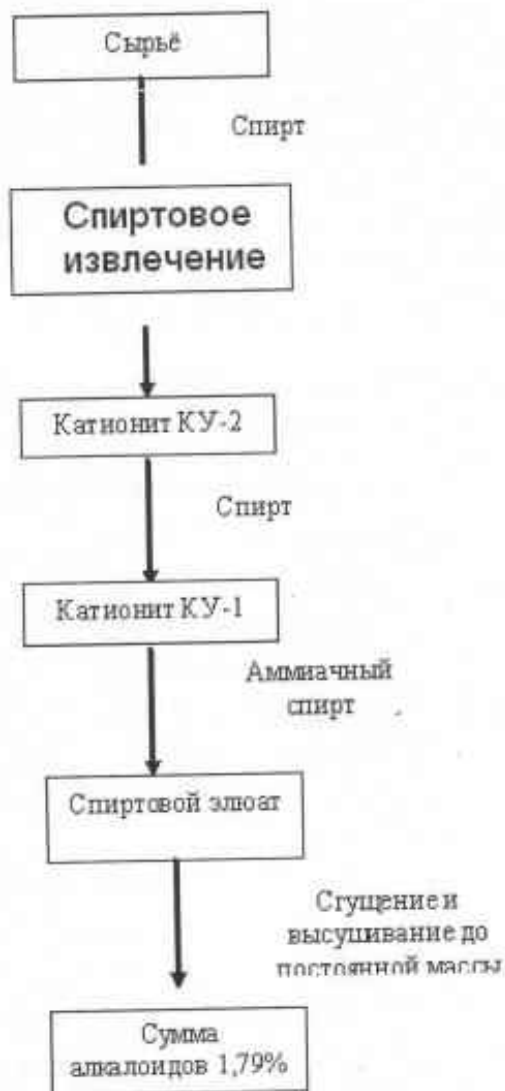 Сырьё
Спирт
Спиртовое
извлечение
Катионит КУ-2
Спирт
Катионит КУ-1
Аммиачный
спирт
Спиртовой элюат
Сгущение и
высушивание до
постоянной массы
Сумма
алкалоидов 1,79%